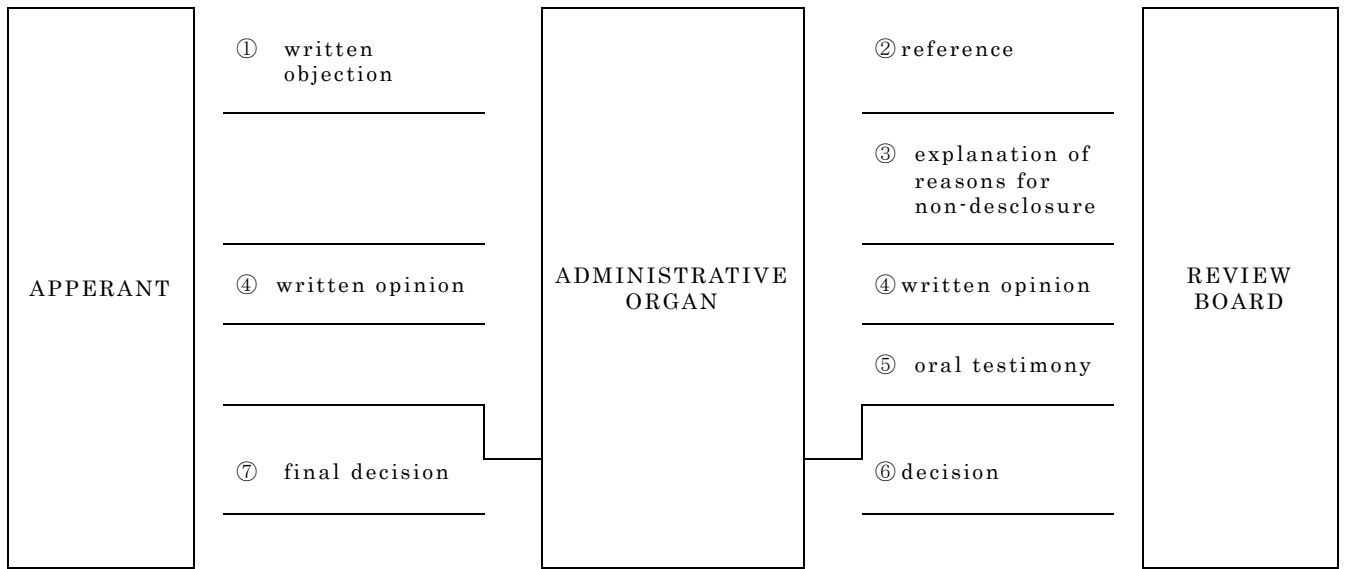 APPERANT
① written
objection
④ written opinion
⑦ final decision
ADMINISTRATIVE
ORGAN
② reference
③ explanation of
reasons for
non-desclosure
④ written opinion
⑤ oral testimony
⑥ decision
REVIEW
BOARD